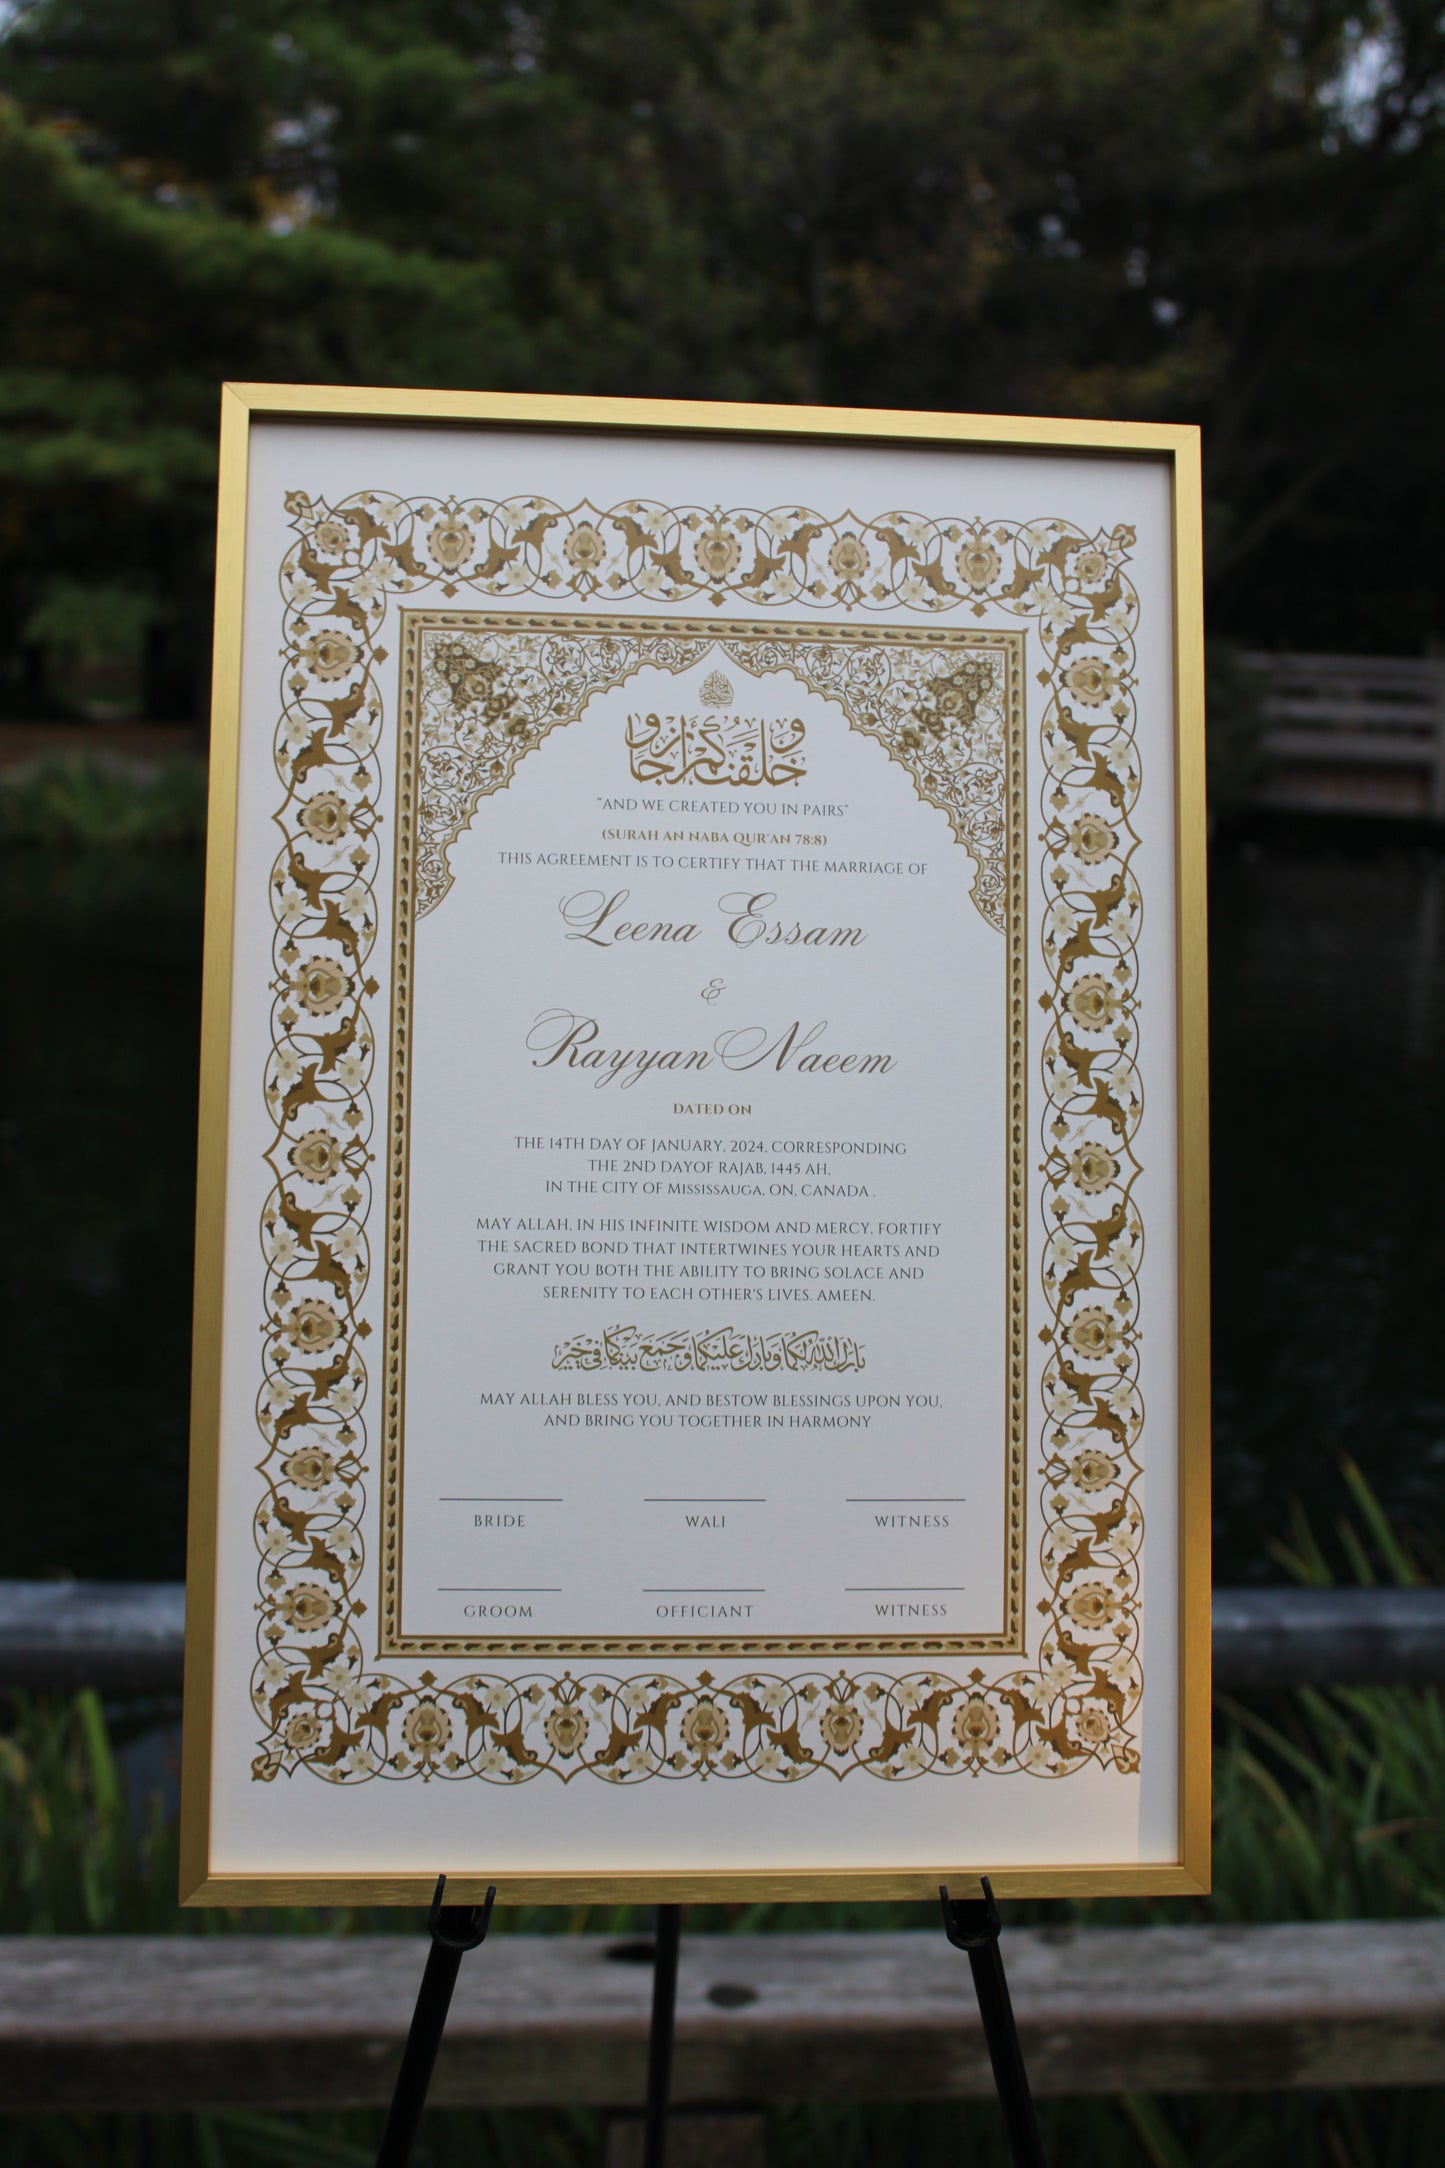 وخلقناكم أزواجا
"AND WE CREATED YOU IN PAIRS"
(SURAH AN NABA QUR'AN 78:8)
THIS AGREEMENT IS TO CERTIFY THAT THE MARRIAGE OF
Leena Essam
&
Rayyan Naeem
DATED ON
THE 14TH DAY OF JANUARY, 2024, CORRESPONDING
THE 2ND DAYOF RAJAB, 1445 AH,
IN THE CITY OF Mississauga, ON, CANADA .
MAY ALLAH, IN HIS INFINITE WISDOM AND MERCY, FORTIFY
THE SACRED BOND THAT INTERTWINES YOUR HEARTS AND
GRANT YOU BOTH THE ABILITY TO BRING SOLACE AND
SERENITY TO EACH OTHER'S LIVES. AMEEN.
بارك الله لكما وبارك عليكما وجمع بينكما في خير
MAY ALLAH BLESS YOU, AND BESTOW BLESSINGS UPON YOU,
AND BRING YOU TOGETHER IN HARMONY
BRIDE WALI WITNESS
GROOM OFFICIANT WITNESS